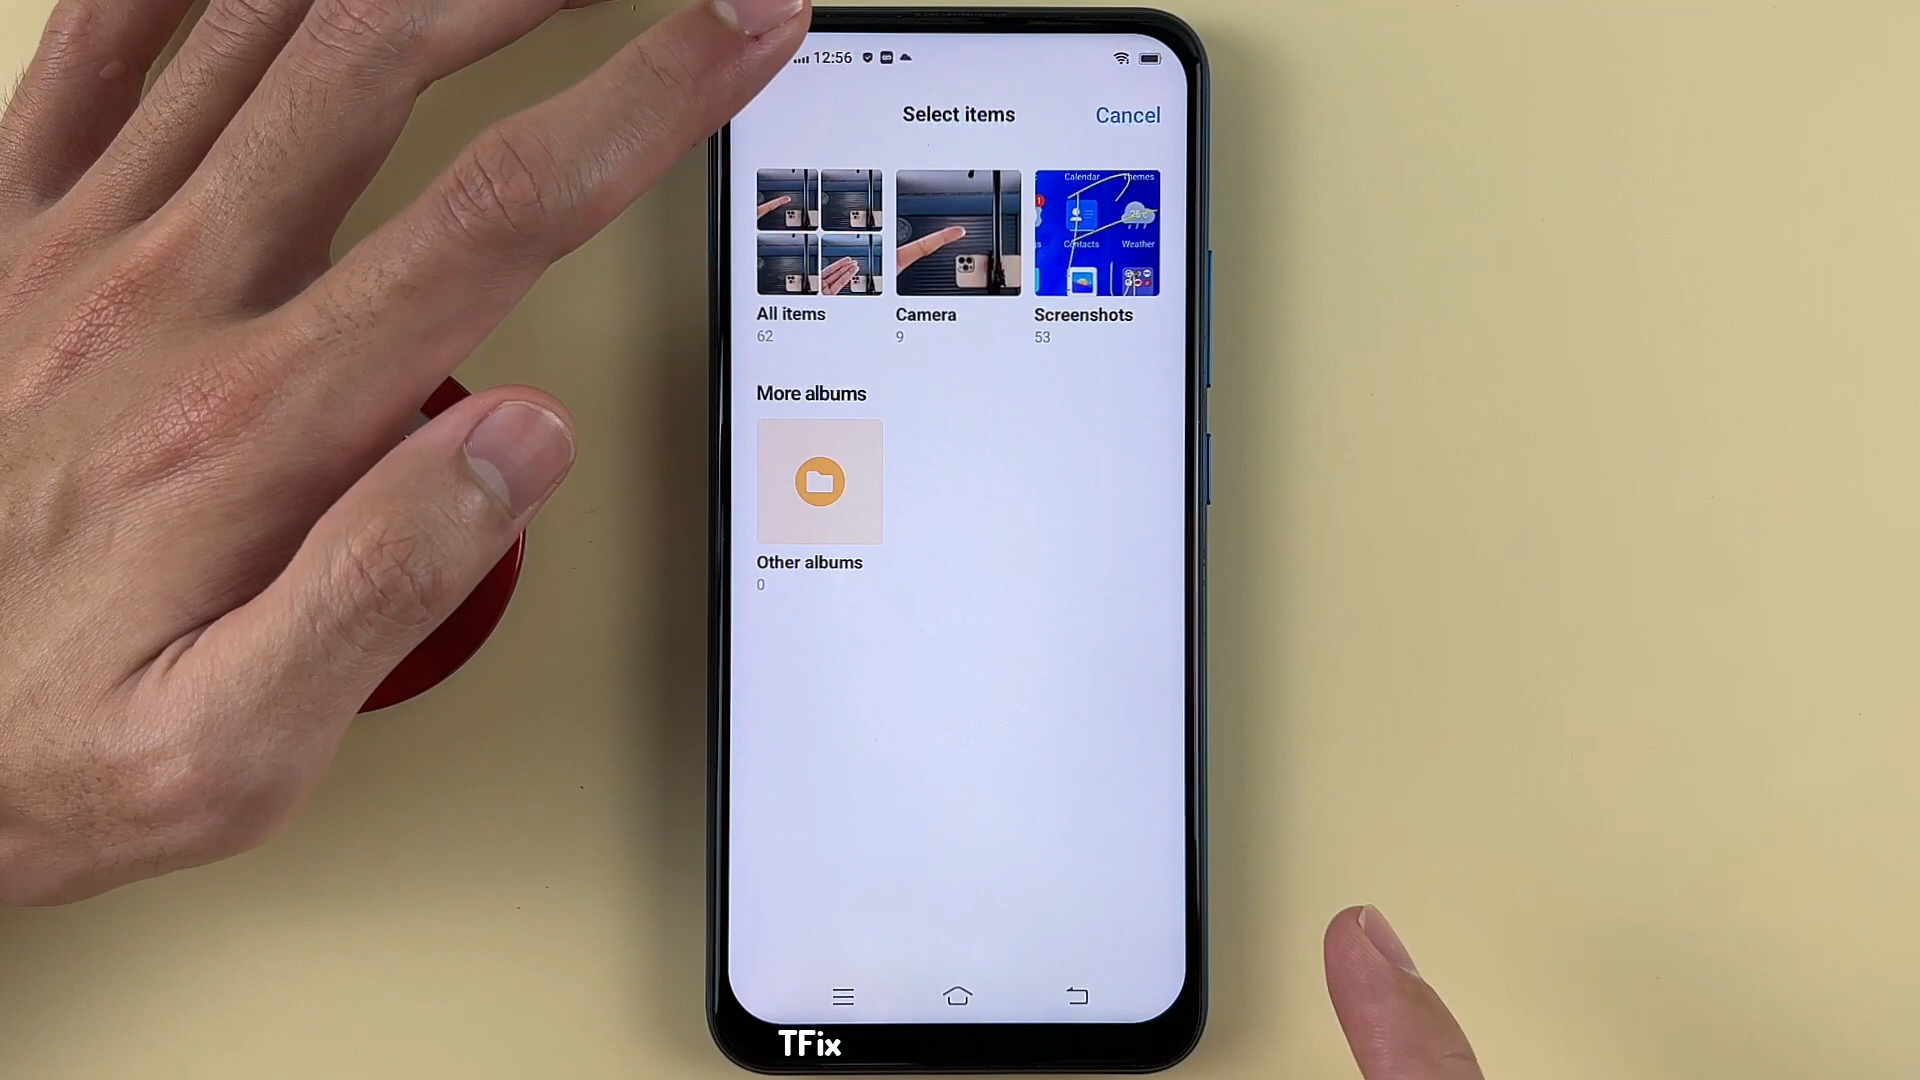 12:56
Select items
Cancel
Calendar
Themes
Contacts
Weather
All items
Camera
Screenshots
62
9
53
More albums
Other albums
0
TFix